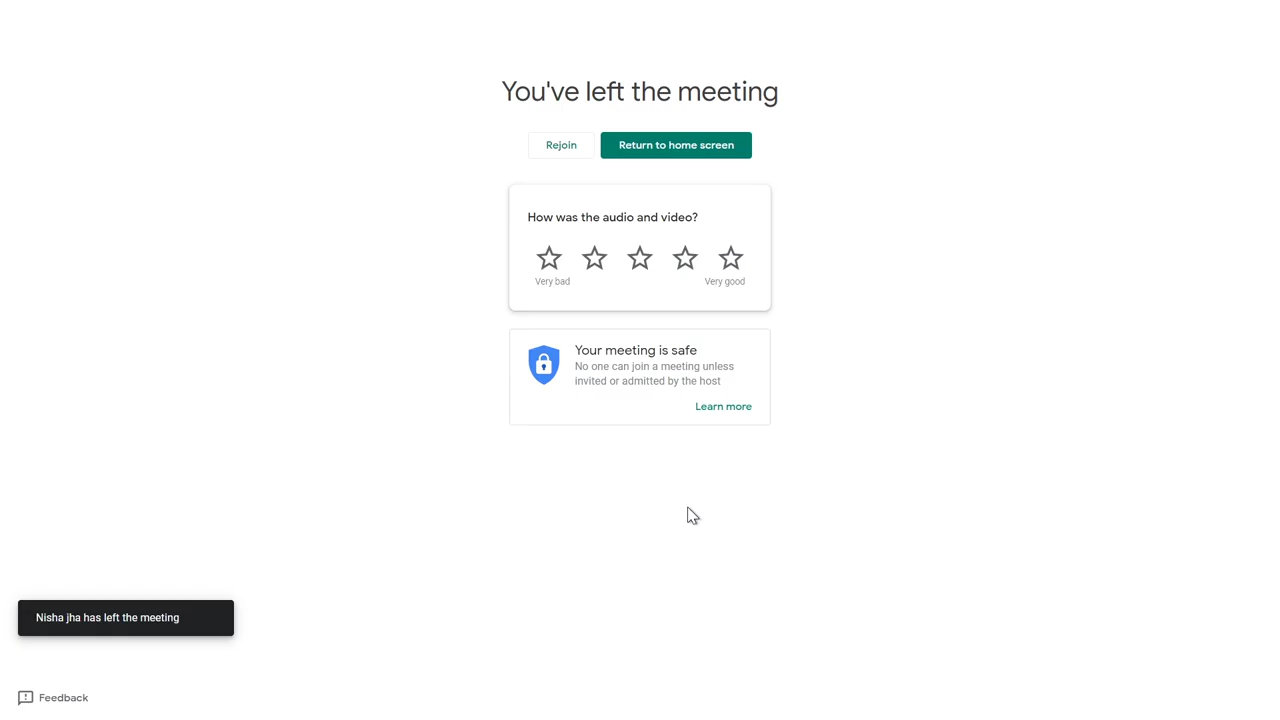 You've left the meeting
Rejoin
Return to home screen
How was the audio and video?
Very bad
Very good
Your meeting is safe
No one can join a meeting unless
invited or admitted by the host
Learn more
Nisha jha has left the meeting
Feedback